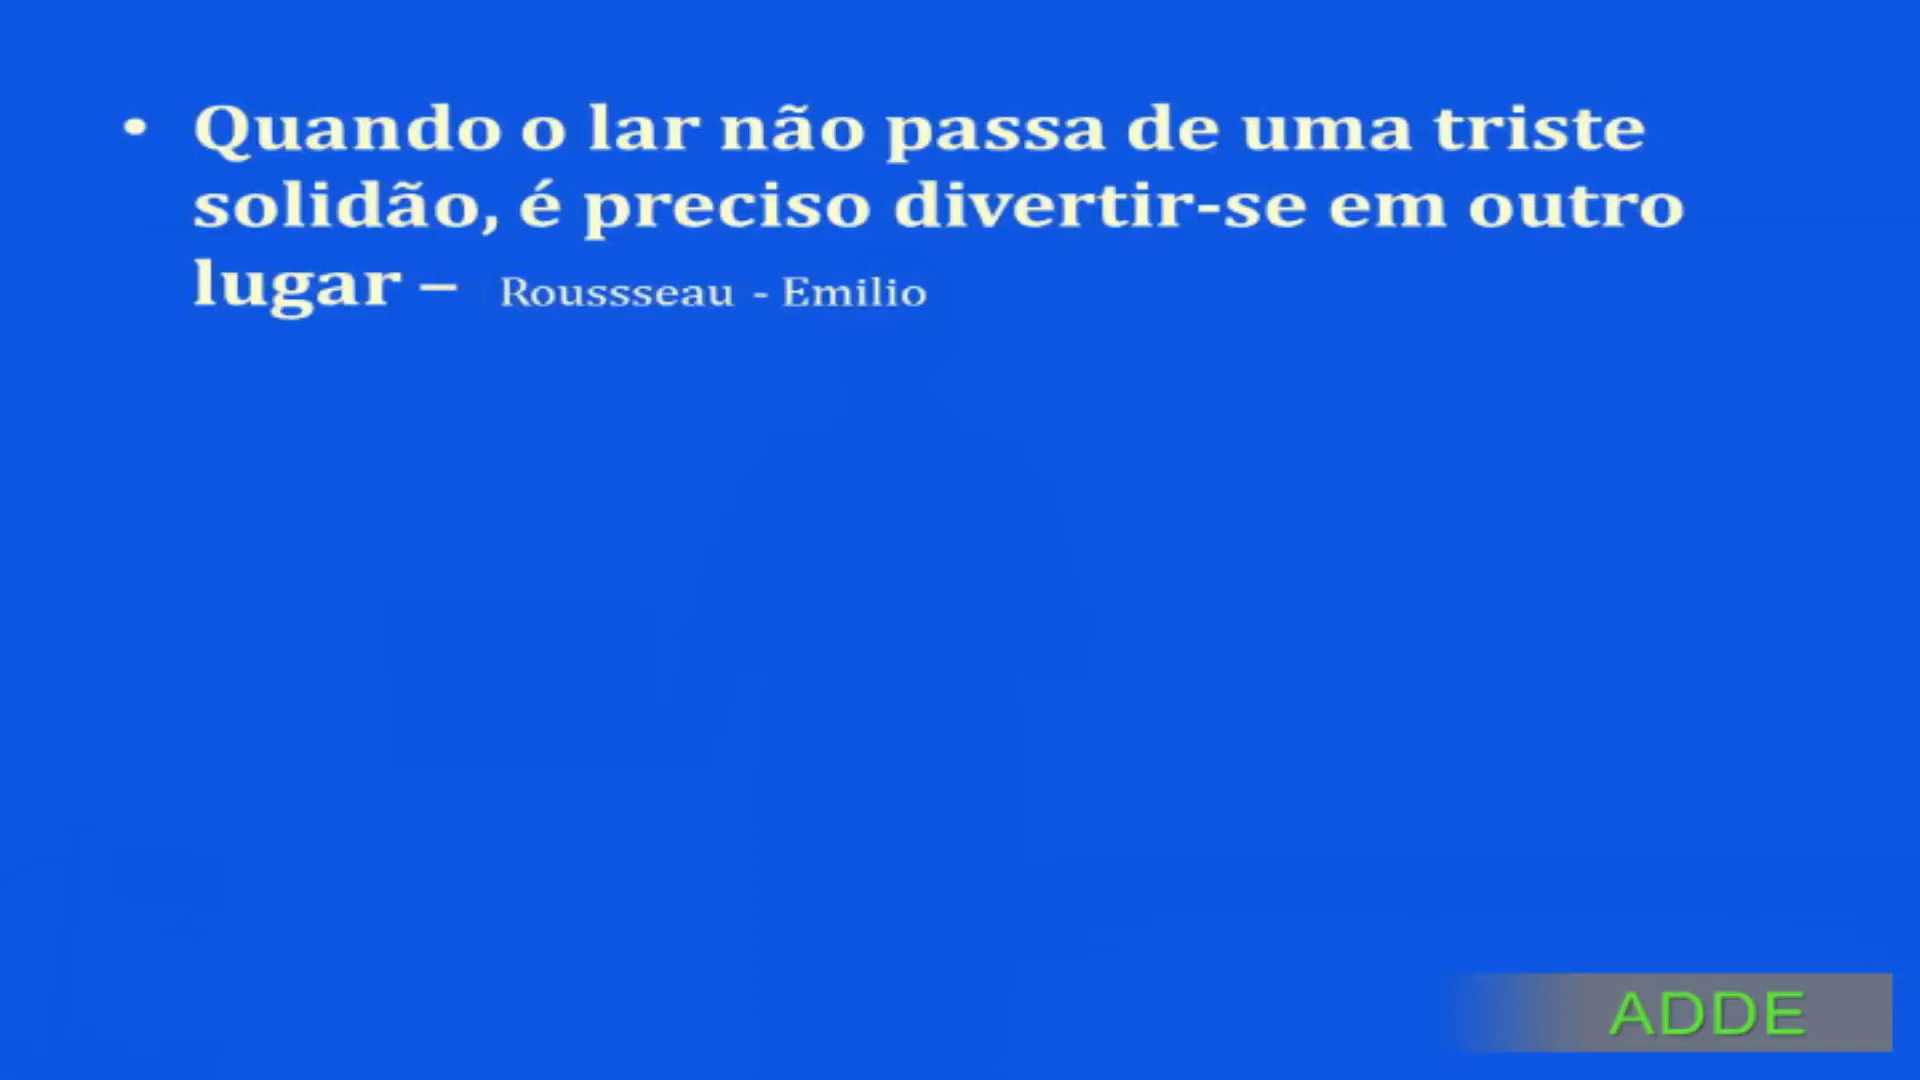 • Quando o lar não passa de uma triste
solidão, é preciso divertir-se em outro
lugar – Roussseau - Emilio
ADDE